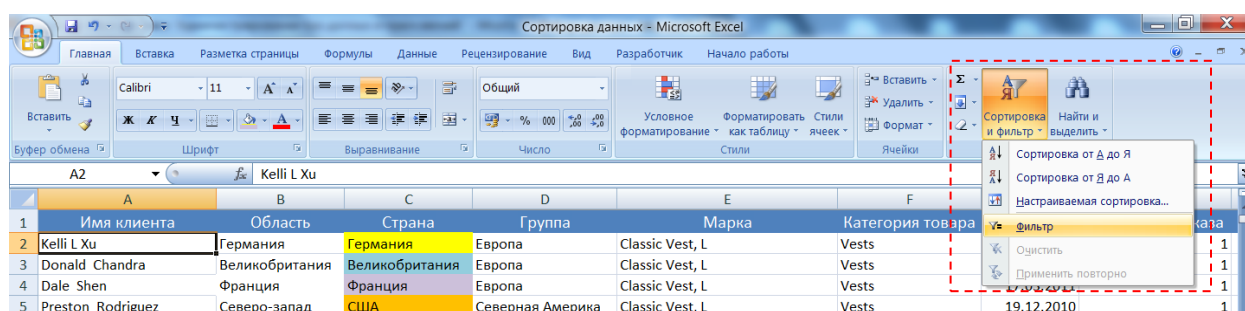 Сортировка данных - Microsoft Excel
Главная Вставка Разметка страницы Формулы Данные Рецензирование Вид Разработчик Начало работы
Вставить
Calibri 11
Ж К Ч
Общий
% 000
Условное форматирование
Форматировать как таблицу
Стили ячеек
Вставить
Удалить
Формат
Сортировка и фильтр
Найти и выделить
Буфер обмена Шрифт Выравнивание Число Стили Ячейки
Сортировка от А до Я
Сортировка от Я до А
Настраиваемая сортировка...
Фильтр
Очистить
Применить повторно
A2 fx Kelli L Xu
A B C D E F
1 Имя клиента Область Страна Группа Марка Категория товара
2 Kelli L Xu Германия Германия Европа Classic Vest, L Vests 1
3 Donald Chandra Великобритания Великобритания Европа Classic Vest, L Vests 1
4 Dale Shen Франция Франция Европа Classic Vest, L Vests 17.03.2011 1
5 Preston Rodriguez Северо-запад США Северная Америка Classic Vest, L Vests 19.12.2010 1